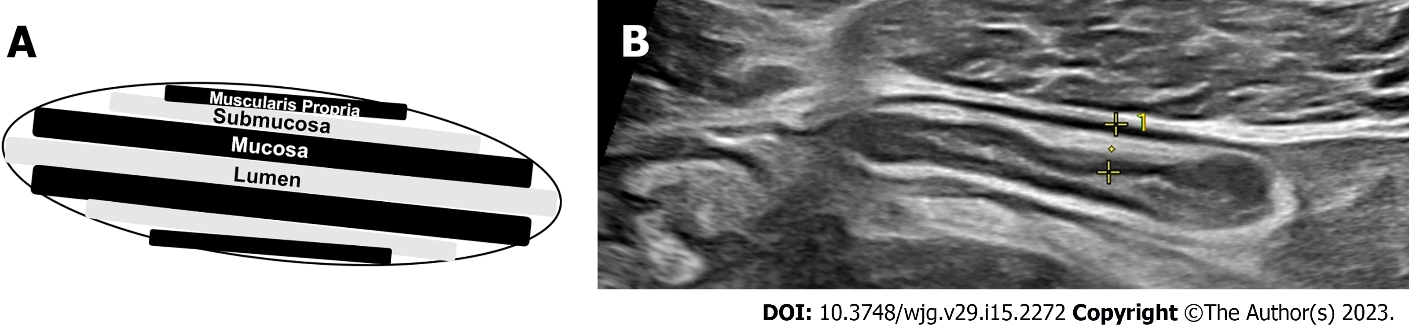 A
Muscularis Propria
Submucosa
Mucosa
Lumen
B
1
DOI: 10.3748/wjg.v29.i15.2272 Copyright ©The Author(s) 2023.